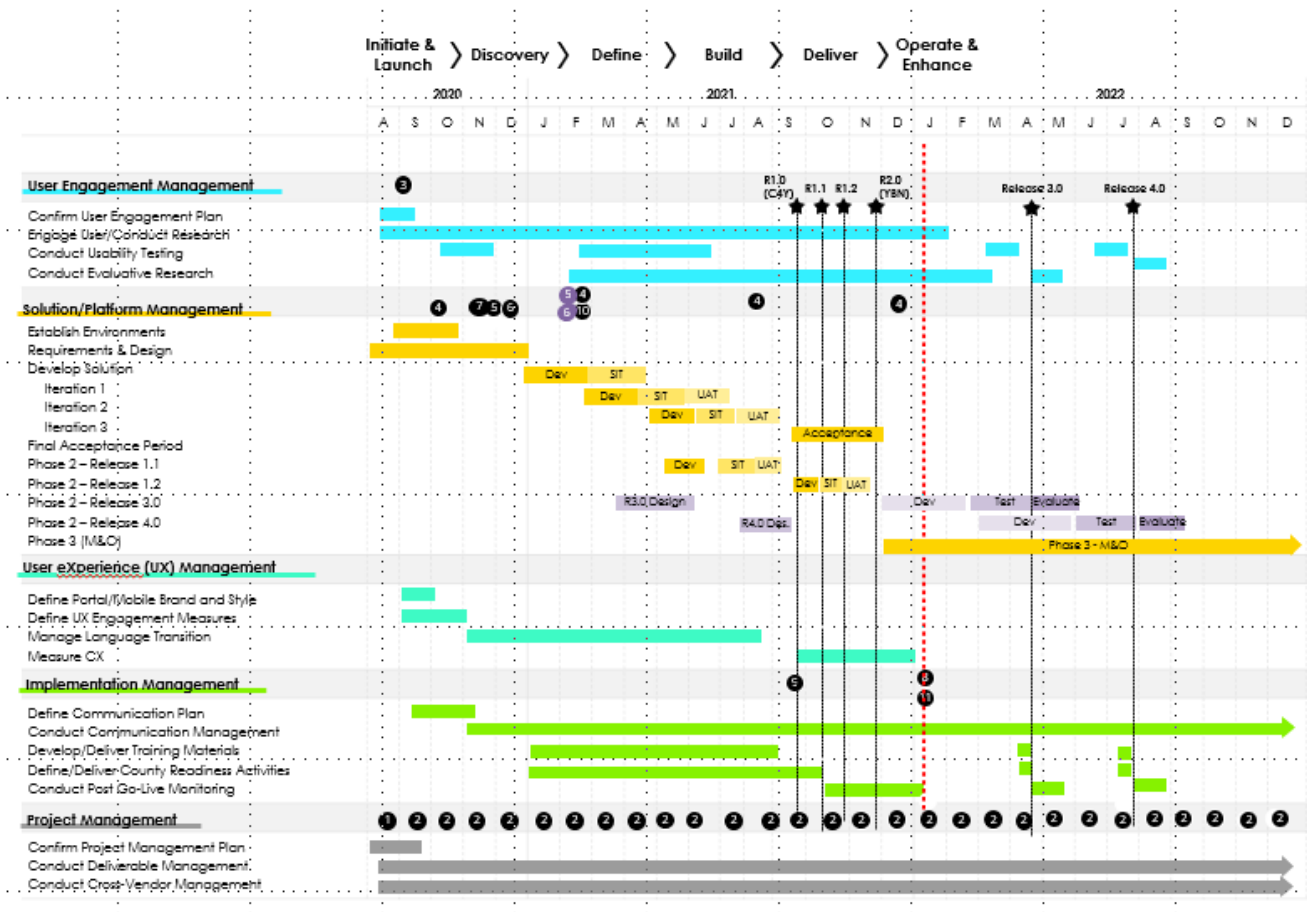 Initiate & Launch > Discovery > Define > Build > Deliver > Operate & Enhance
2020 2021 2022
A S O N D J F M A M J J A S O N D J F M A M J J A S O N D
User Engagement Management 3 R1.0 (C4Y) R1.1 R1.2 R2.0 (YBN) Release 3.0 Release 4.0
Confirm User Engagement Plan
Engage User/Conduct Research
Conduct Usability Testing
Conduct Evaluative Research
Solution/Platform Management 4 7 5 6 5 4 6 10 4 4
Establish Environments
Requirements & Design
Develop Solution Dev SIT
Iteration 1 Dev SIT UAT
Iteration 2 Dev SIT UAT
Iteration 3 Acceptance
Final Acceptance Period
Phase 2 – Release 1.1 Dev SIT UAT
Phase 2 – Release 1.2 Dev SIT UAT
Phase 2 – Release 3.0 R3.0 Design Dev Test Evaluate
Phase 2 – Release 4.0 R4.0 Des. Dev Test Evaluate
Phase 3 (M&O) Phase 3 - M&O
User eXperience (UX) Management
Define Portal/Mobile Brand and Style
Define UX Engagement Measures
Manage Language Transition
Measure CX
Implementation Management 9 8 11
Define Communication Plan
Conduct Communication Management
Develop/Deliver Training Materials
Define/Deliver County Readiness Activities
Conduct Post Go-Live Monitoring
Project Management 1 2 2 2 2 2 2 2 2 2 2 2 2 2 2 2 2 2 2 2 2 2 2 2 2 2 2 2 2
Confirm Project Management Plan
Conduct Deliverable Management
Conduct Cross-Vendor Management